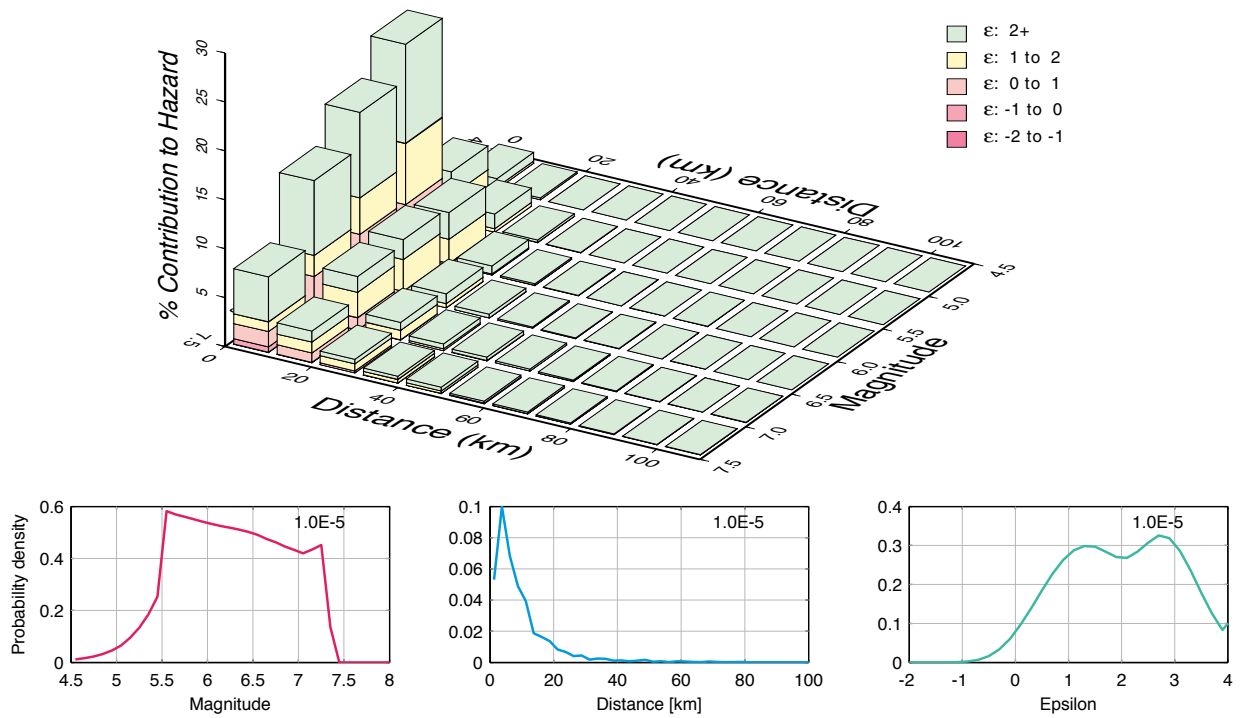 % Contribution to Hazard
30
25
20
15
10
5
7.5
0
20
40
60
80
100
Distance (km)
0
20
40
60
80
100
Distance (km)
4.5
5.0
5.5
6.0
6.5
7.0
7.5
Magnitude
ε: 2+
ε: 1 to 2
ε: 0 to 1
ε: -1 to 0
ε: -2 to -1
Probability density
0.6
0.4
0.2
0
1.0E-5
4.5 5 5.5 6 6.5 7 7.5 8
Magnitude
0.1
0.08
0.06
0.04
0.02
0
1.0E-5
0 20 40 60 80 100
Distance [km]
0.4
0.3
0.2
0.1
0
1.0E-5
-2 -1 0 1 2 3 4
Epsilon